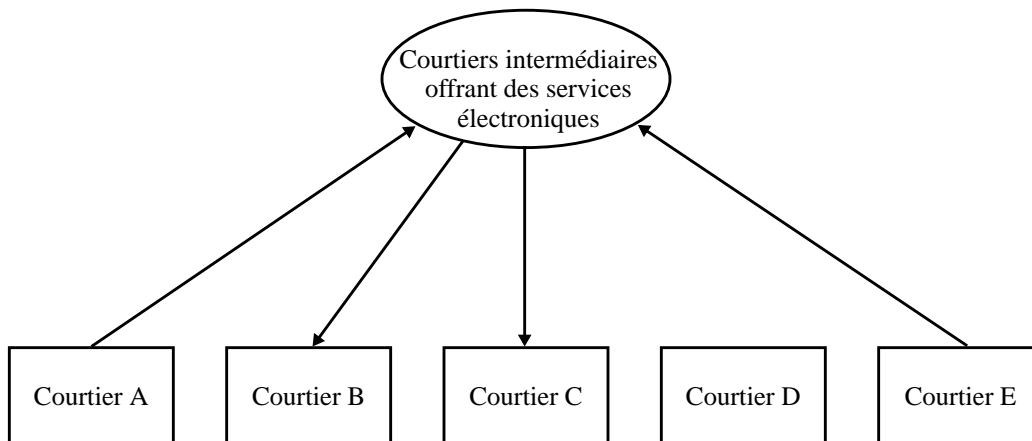 Courtiers intermédiaires
offrant des services
électroniques
Courtier A
Courtier B
Courtier C
Courtier D
Courtier E